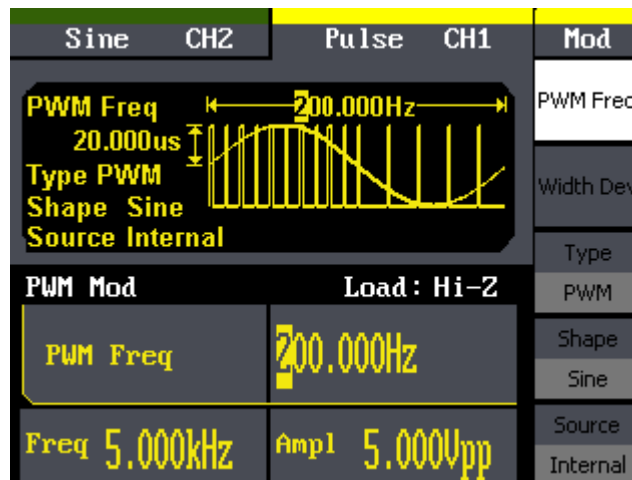 Sine CH2 Pulse CH1 Mod
PWM Freq 200.000Hz
20.000us
Type PWM
Shape Sine
Source Internal
PWM Mod Load: Hi-Z
PWM Freq 200.000Hz
Freq 5.000kHz Ampl 5.000Vpp
PWM Freq
Width Dev
Type
PWM
Shape
Sine
Source
Internal